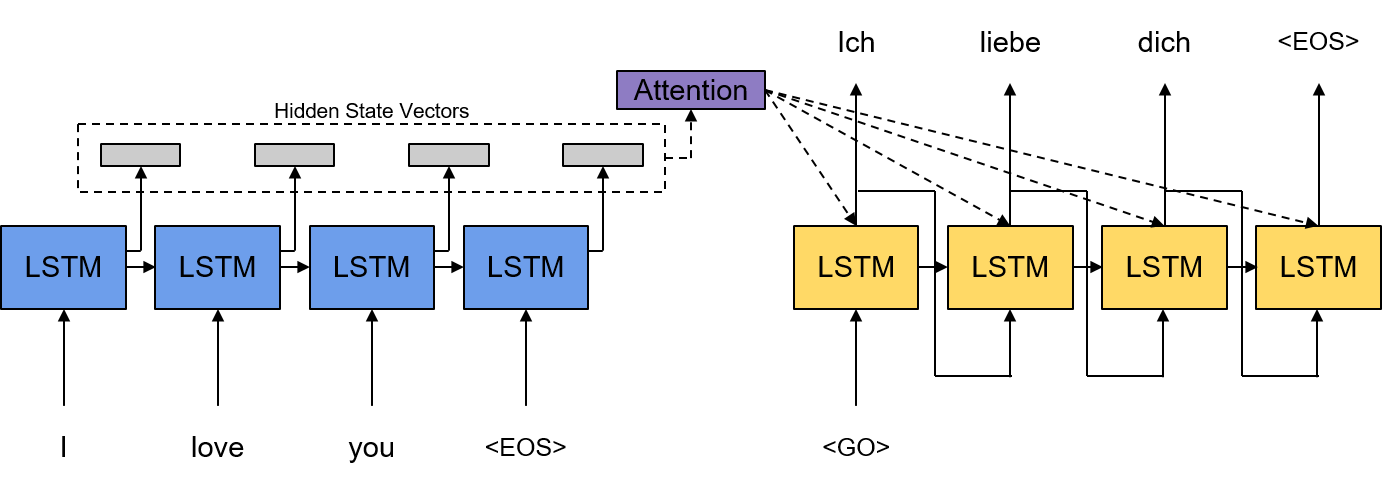 Ich liebe dich <EOS>
Attention
Hidden State Vectors
LSTM LSTM LSTM LSTM LSTM LSTM LSTM LSTM
I love you <EOS> <GO>